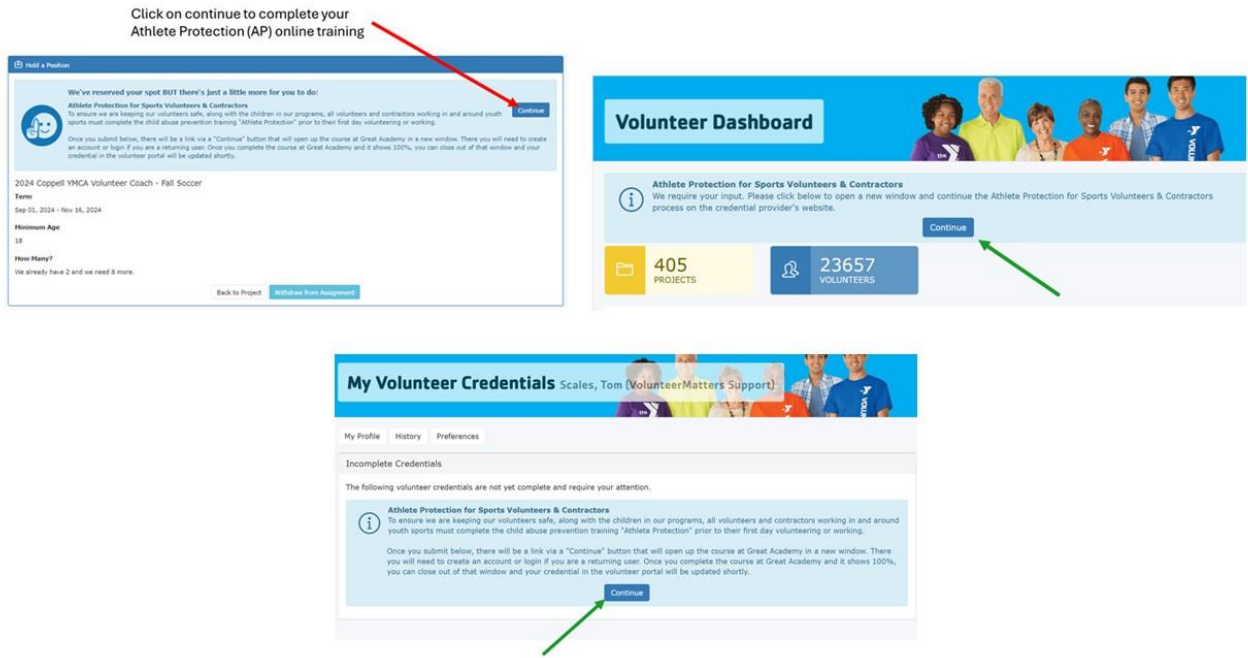 Click on continue to complete your
Athlete Protection (AP) online training
Hold a Position
We've reserved your spot BUT there's just a little more for you to do:
Athlete Protection for Sports Volunteers & Contractors
To ensure we are keeping our volunteers safe, along with the children in our programs, all volunteers and contractors working in and around youth
sports must complete the child abuse prevention training "Athlete Protection" prior to their first day volunteering or working.
Continue
Once you submit below, there will be a link via a "Continue" button that will open up the course at Great Academy in a new window. There you will need to create
an account or login if you are a returning user. Once you complete the course at Great Academy and it shows 100%, you can close out of that window and your
credential in the volunteer portal will be updated shortly.
2024 Coppell YMCA Volunteer Coach - Fall Soccer
Term
Sep 01, 2024 - Nov 16, 2024
Minimum Age
18
How Many?
We already have 2 and we need 8 more.
Back to Project
Withdraw from Assignment
Volunteer Dashboard
the
Athlete Protection for Sports Volunteers & Contractors
We require your input. Please click below to open a new window and continue the Athlete Protection for Sports Volunteers & Contractors
process on the credential provider's website.
Continue
405
PROJECTS
23657
VOLUNTEERS
My Volunteer Credentials Scales, Tom (VolunteerMatters Support)
the
My Profile
History
Preferences
Incomplete Credentials
The following volunteer credentials are not yet complete and require your attention.
Athlete Protection for Sports Volunteers & Contractors
To ensure we are keeping our volunteers safe, along with the children in our programs, all volunteers and contractors working in and around
youth sports must complete the child abuse prevention training "Athlete Protection" prior to their first day volunteering or working.
Once you submit below, there will be a link via a "Continue" button that will open up the course at Great Academy in a new window. There
you will need to create an account or login if you are a returning user. Once you complete the course at Great Academy and it shows 100%,
you can close out of that window and your credential in the volunteer portal will be updated shortly.
Continue